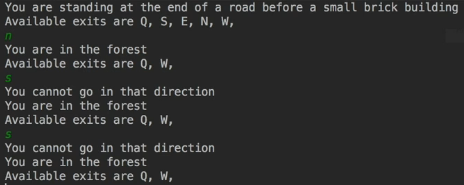 You are standing at the end of a road before a small brick building
Available exits are Q, S, E, N, W,
n
You are in the forest
Available exits are Q, W,
s
You cannot go in that direction
You are in the forest
Available exits are Q, W,
s
You cannot go in that direction
You are in the forest
Available exits are Q, W,